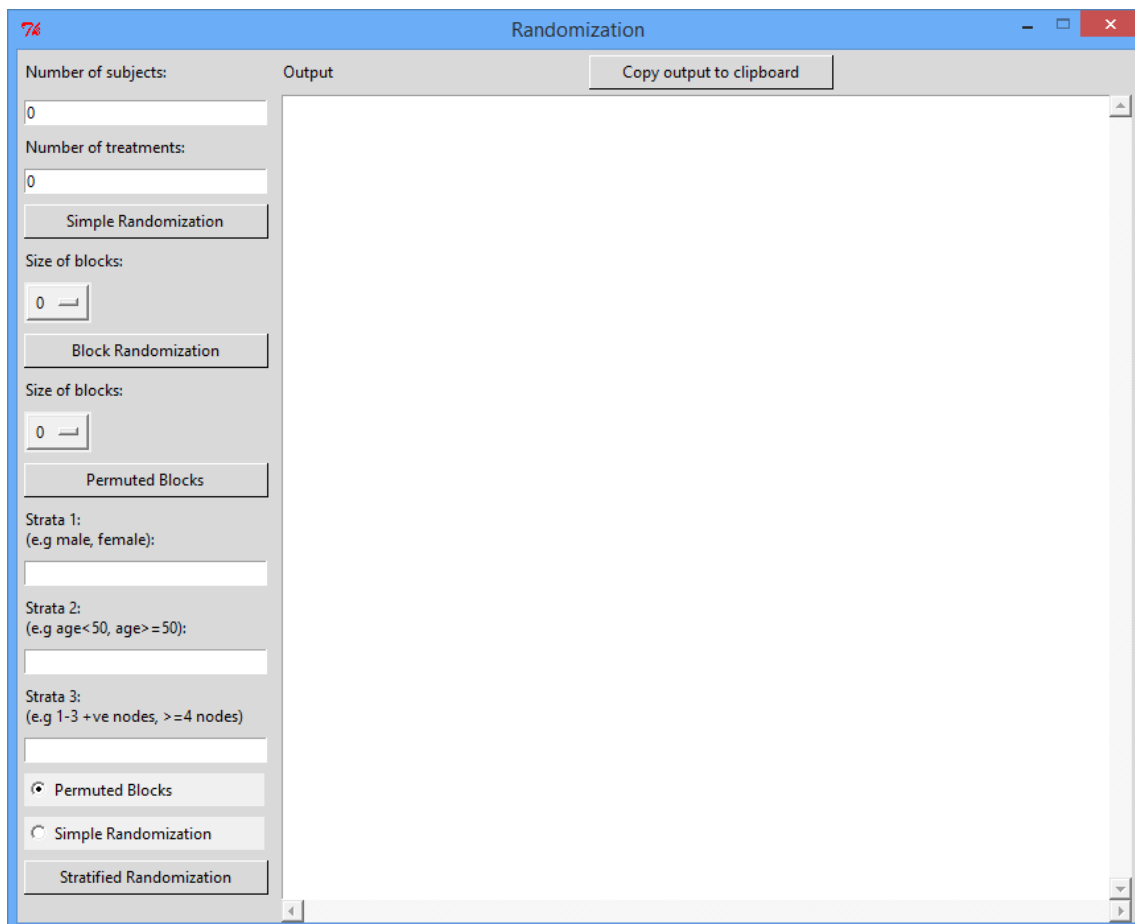 Randomization
Number of subjects:
Output
Copy output to clipboard
0
Number of treatments:
0
Simple Randomization
Size of blocks:
0
Block Randomization
Size of blocks:
0
Permuted Blocks
Strata 1:
(e.g male, female):
Strata 2:
(e.g age<50, age>=50):
Strata 3:
(e.g 1-3 +ve nodes, >=4 nodes)
Permuted Blocks
Simple Randomization
Stratified Randomization